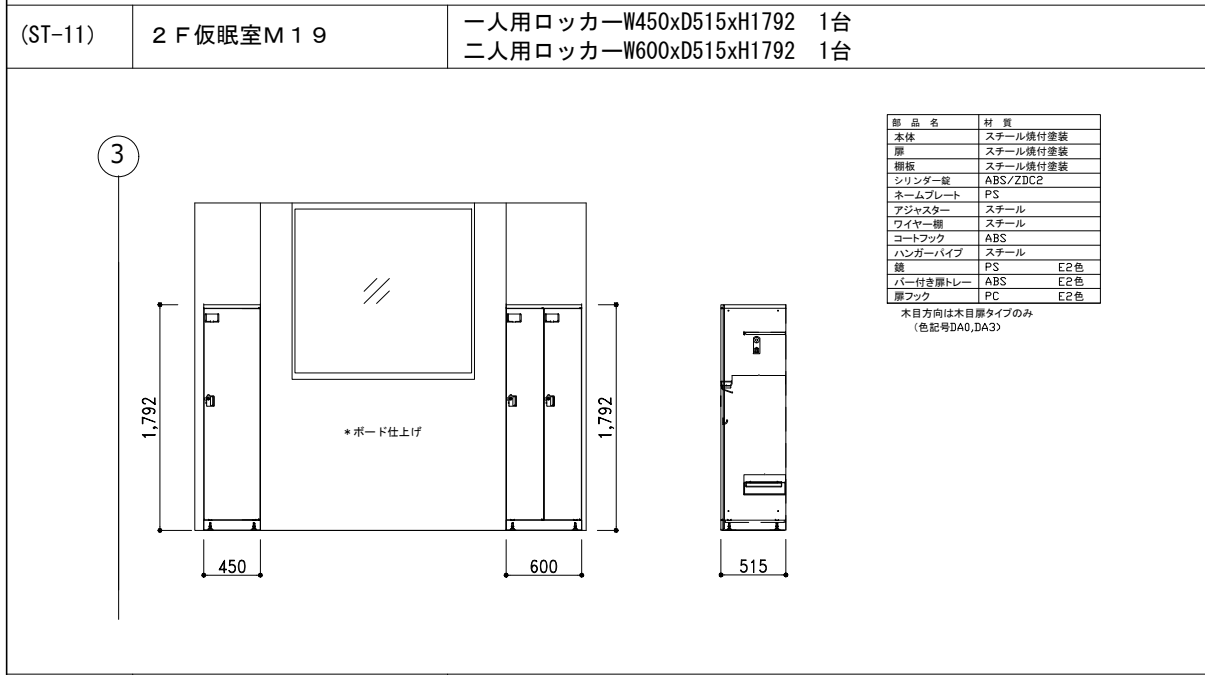 (ST-11)
２Ｆ仮眠室Ｍ１９
一人用ロッカーW450xD515xH1792 1台
二人用ロッカーW600xD515xH1792 1台
3
部 品 名 材 質
本体 スチール焼付塗装
扉 スチール焼付塗装
棚板 スチール焼付塗装
シリンダー錠 ABS/ZDC2
ネームプレート PS
アジャスター スチール
ワイヤー棚 スチール
コートフック ABS
ハンガーパイプ スチール
鏡 PS E2色
バー付き扉トレー ABS E2色
扉フック PC E2色
木目方向は木目扉タイプのみ
(色記号DA0,DA3)
1,792
*ボード仕上げ
1,792
450
600
515